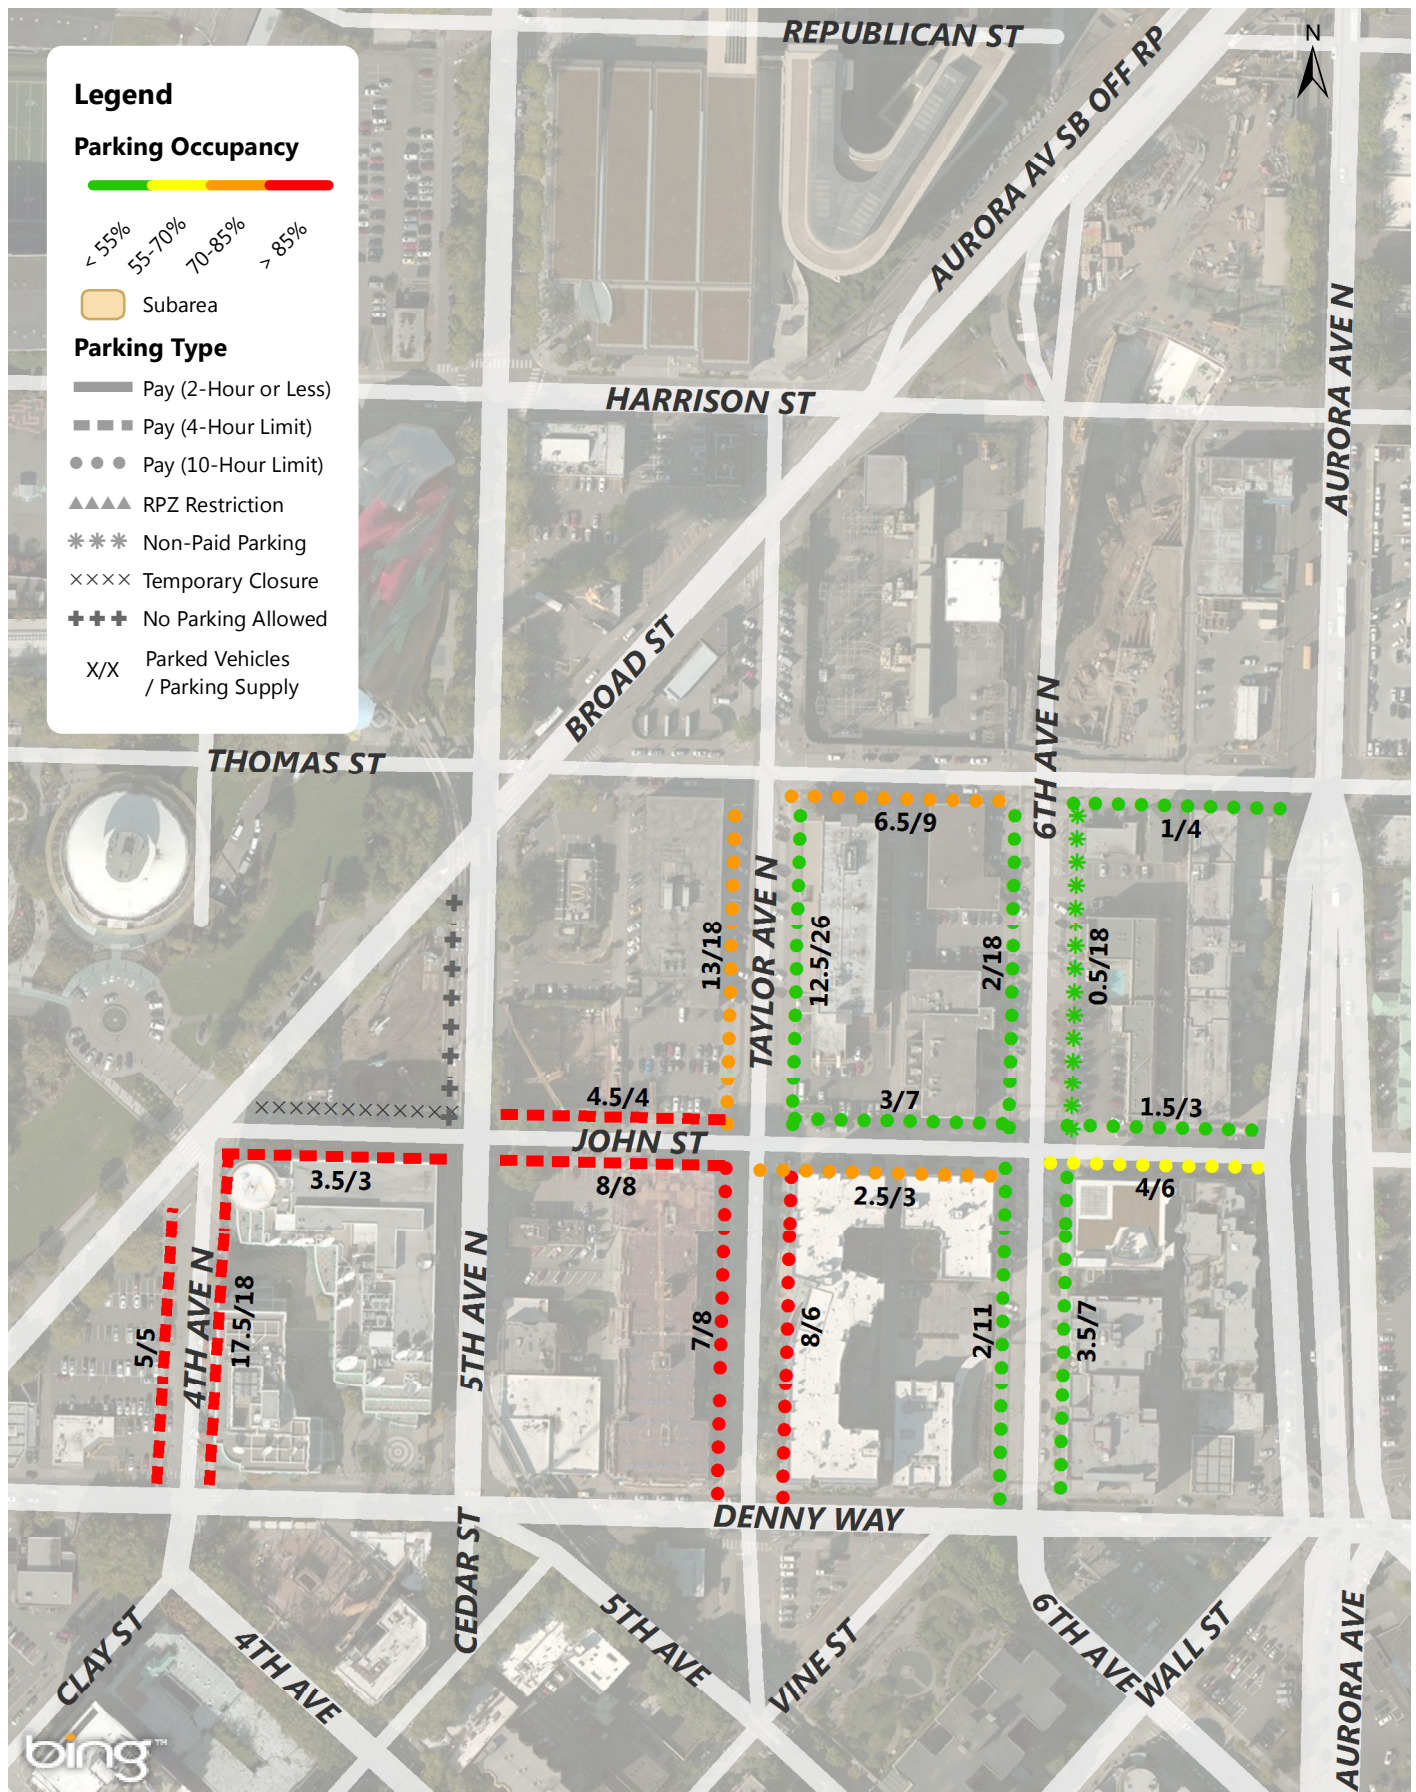 REPUBLICAN ST
N
AURORA AV SB OFF RP
Legend
Parking Occupancy
< 55%
55-70%
70-85%
> 85%
Subarea
Parking Type
Pay (2-Hour or Less)
Pay (4-Hour Limit)
Pay (10-Hour Limit)
RPZ Restriction
Non-Paid Parking
Temporary Closure
No Parking Allowed
X/X
Parked Vehicles
/ Parking Supply
AURORA AVE N
HARRISON ST
BROAD ST
THOMAS ST
6TH AVE N
6.5/9
1/4
TAYLOR AVE N
13/18
12.5/26
2/18
0.5/18
4.5/4
3/7
1.5/3
JOHN ST
3.5/3
8/8
2.5/3
4/6
4TH AVE N
5/5
17.5/18
5TH AVE N
7/8
8/6
2/11
3.5/7
DENNY WAY
CEDAR ST
CLAY ST
4TH AVE
5TH AVE
VINE ST
6TH AVE
WALL ST
AURORA AVE
bing™